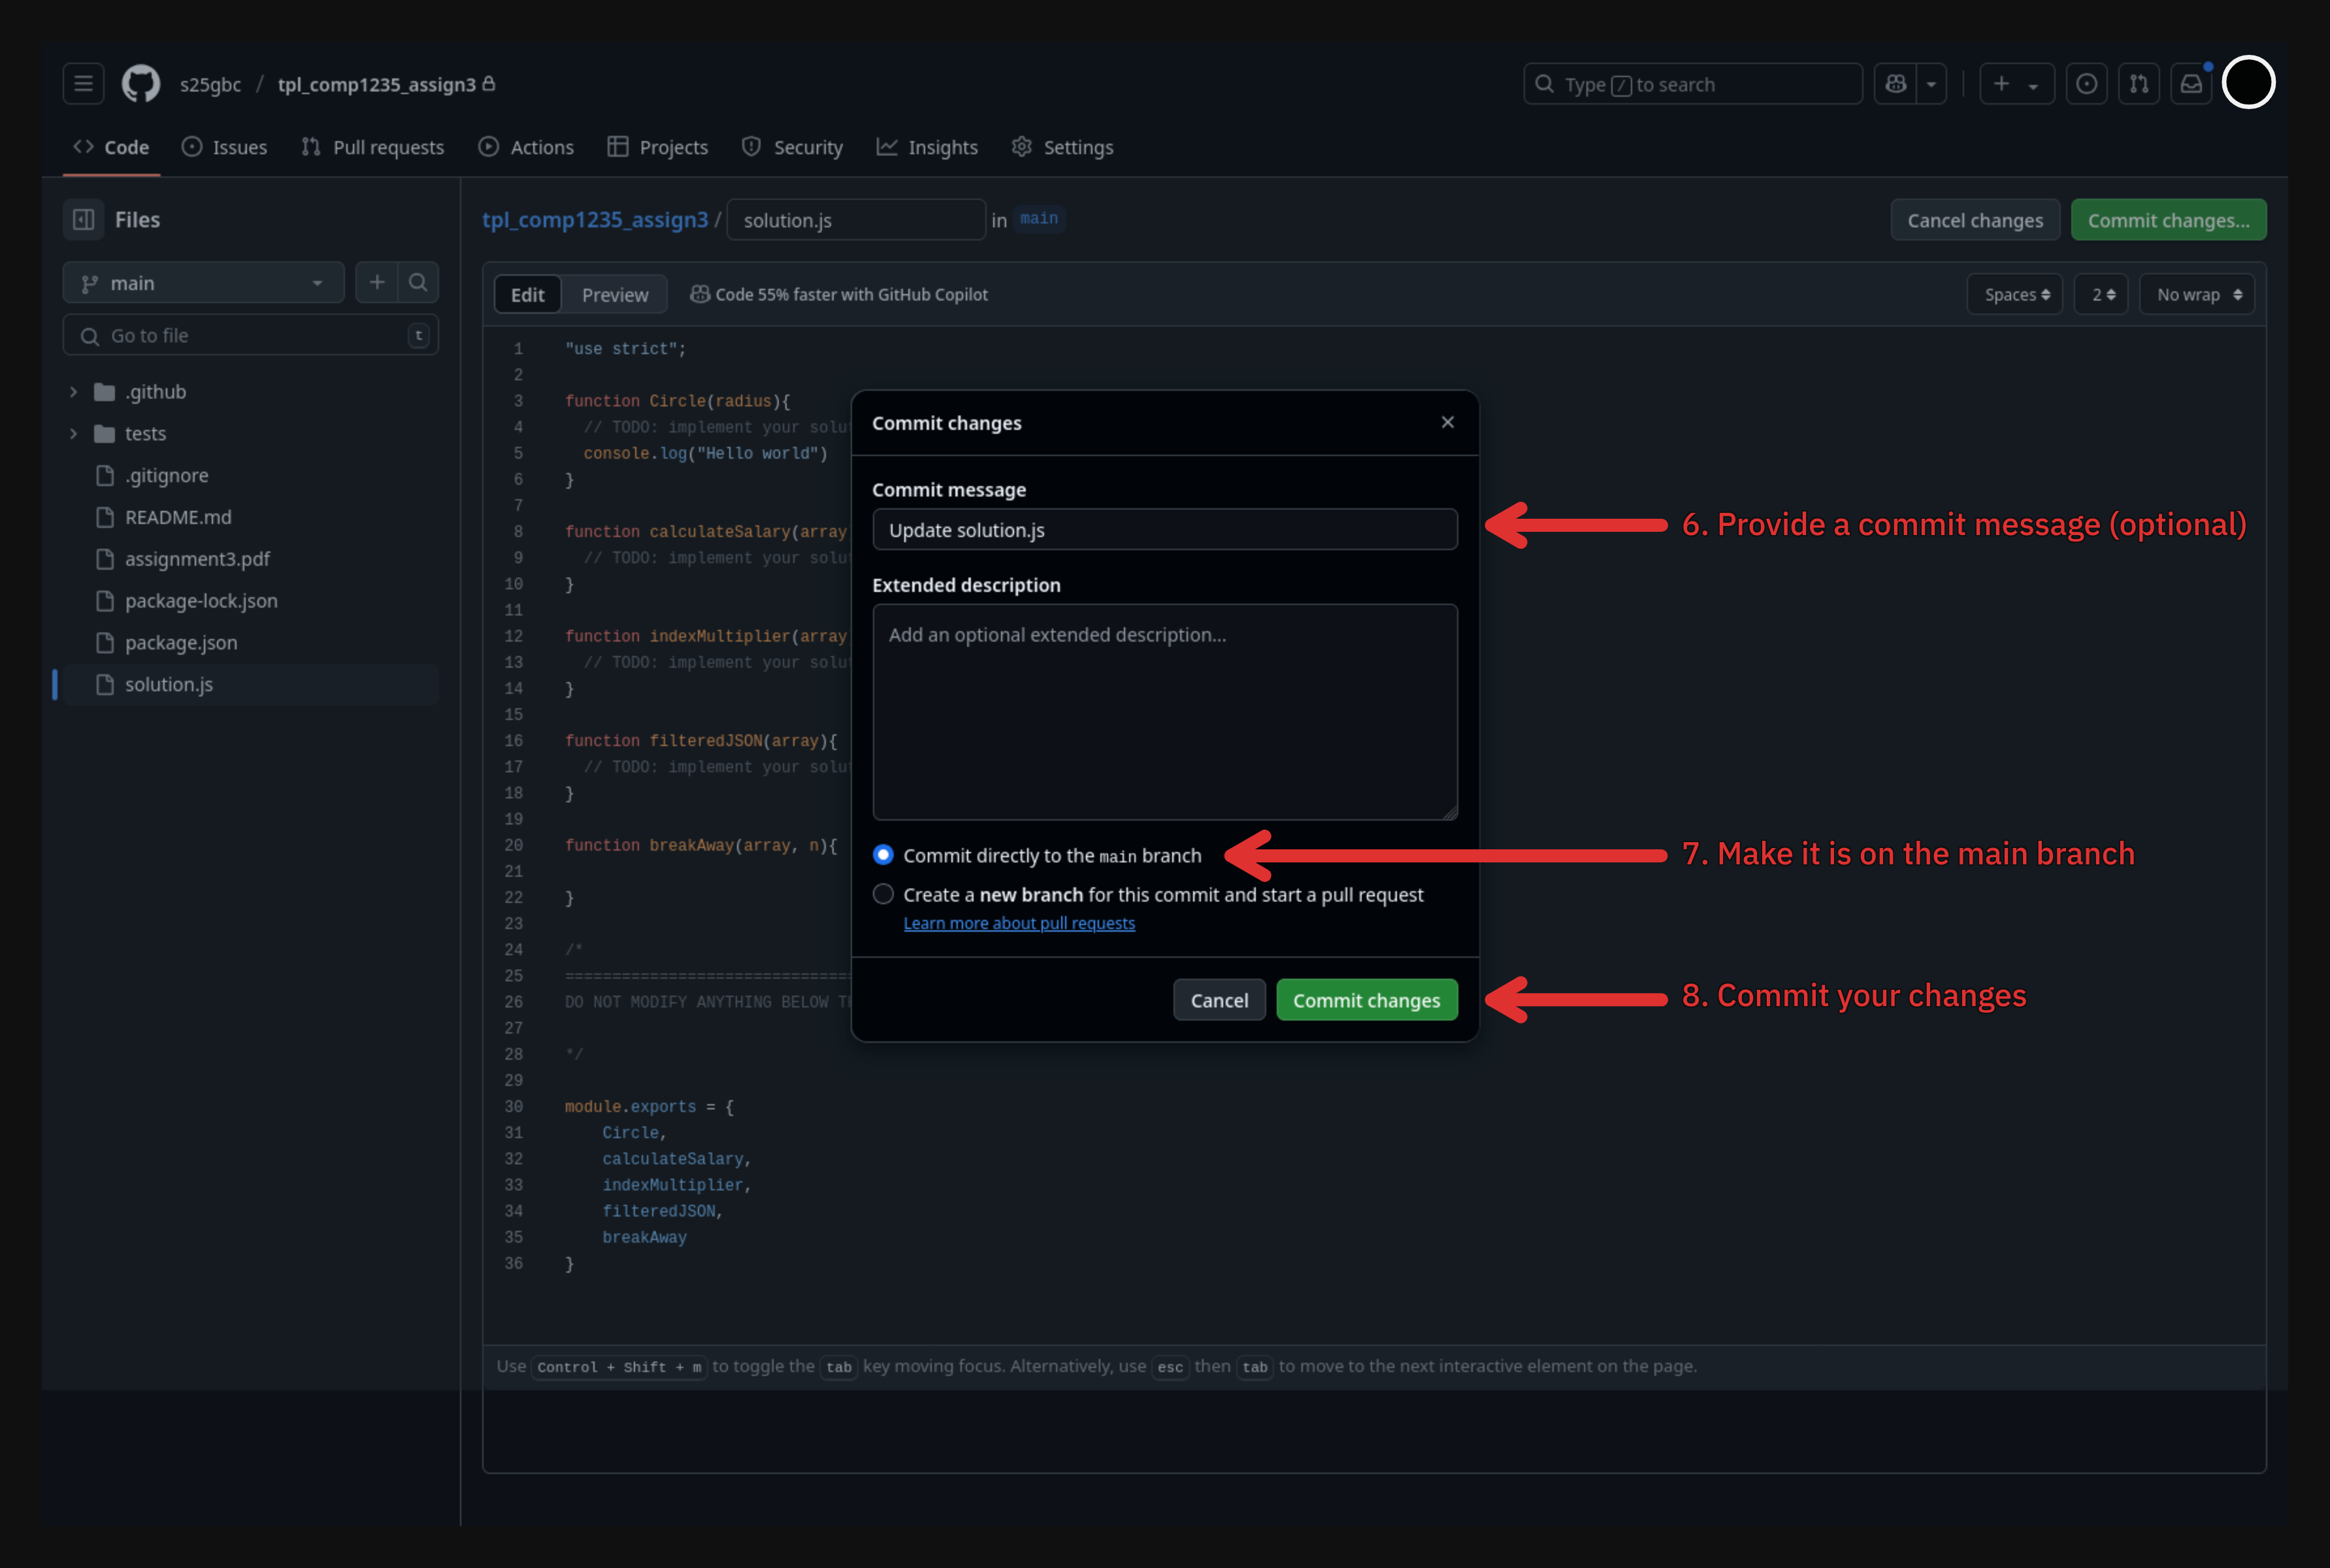 s25gbc / tpl_comp1235_assign3
Type / to search
Code
Issues
Pull requests
Actions
Projects
Security
Insights
Settings
Files
main
Go to file
t
.github
tests
.gitignore
README.md
assignment3.pdf
package-lock.json
package.json
solution.js
tpl_comp1235_assign3 / solution.js in main
Cancel changes
Commit changes...
Edit
Preview
Code 55% faster with GitHub Copilot
Spaces
2
No wrap
1 "use strict";
2
3 function Circle(radius){
4 // TODO: implement your solu
5 console.log("Hello world")
6 }
7
8 function calculateSalary(array
9 // TODO: implement your solu
10 }
11
12 function indexMultiplier(array
13 // TODO: implement your solu
14 }
15
16 function filteredJSON(array){
17 // TODO: implement your solu
18 }
19
20 function breakAway(array, n){
21
22 }
23
24 /*
25 ===============================
26 DO NOT MODIFY ANYTHING BELOW TH
27
28 */
29
30 module.exports = {
31 Circle,
32 calculateSalary,
33 indexMultiplier,
34 filteredJSON,
35 breakAway
36 }
Use Control + Shift + m to toggle the tab key moving focus. Alternatively, use esc then tab to move to the next interactive element on the page.
Commit changes
Commit message
Update solution.js
Extended description
Add an optional extended description...
Commit directly to the main branch
Create a new branch for this commit and start a pull request
Learn more about pull requests
Cancel
Commit changes
6. Provide a commit message (optional)
7. Make it is on the main branch
8. Commit your changes